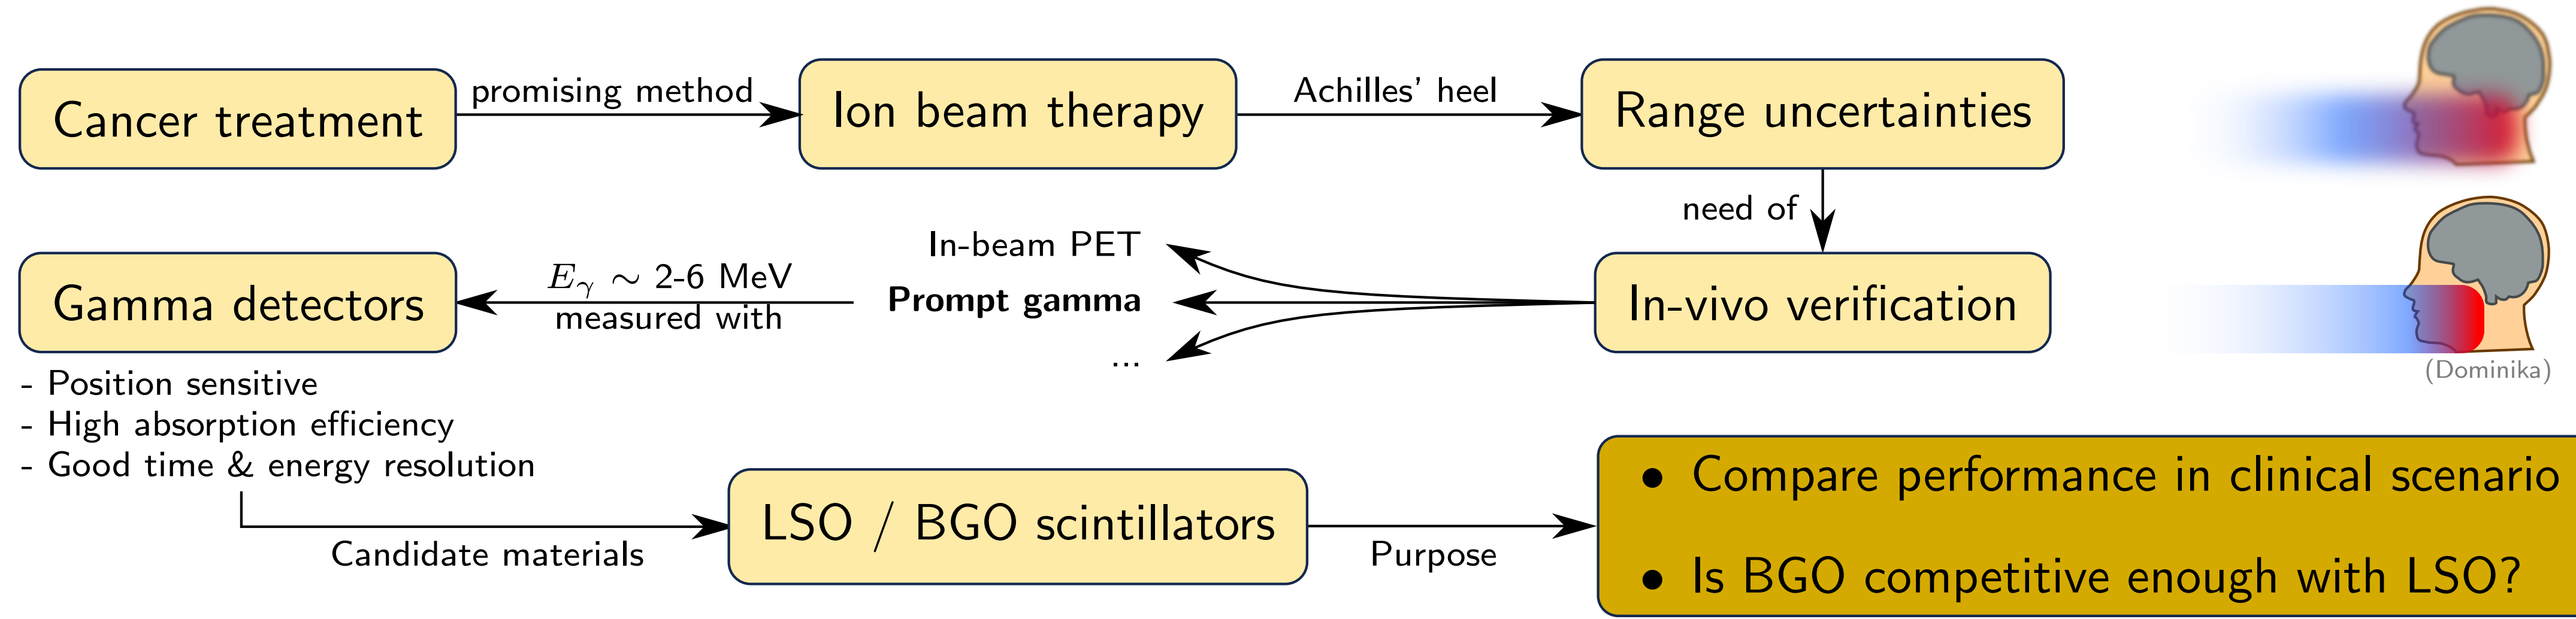 Cancer treatment
promising method
Ion beam therapy
Achilles' heel
Range uncertainties
need of
In-vivo verification
In-beam PET
Prompt gamma
...
E_γ ∼ 2-6 MeV
measured with
Gamma detectors
(Dominika)
- Position sensitive
- High absorption efficiency
- Good time & energy resolution
Candidate materials
LSO / BGO scintillators
Purpose
• Compare performance in clinical scenario
• Is BGO competitive enough with LSO?